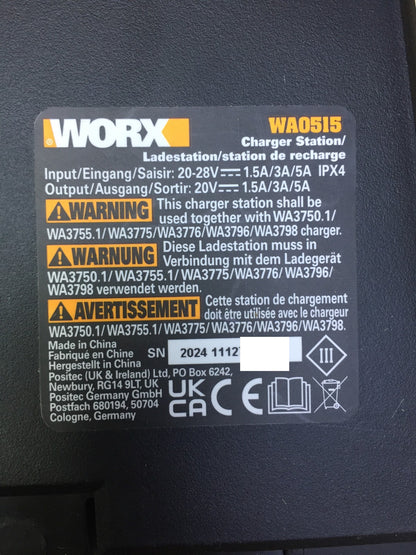 WORX WA0515
Charger Station/
Ladestation/station de recharge
Input/Eingang/Saisir: 20-28V⎓1.5A/3A/5A IPX4
Output/Ausgang/Sortir: 20V⎓1.5A/3A/5A
WARNING This charger station shall be
used together with WA3750.1/
WA3755.1/ WA3775/WA3776/WA3796/WA3798 charger.
WARNUNG Diese Ladestation muss in
Verbindung mit dem Ladegerät
WA3750.1/ WA3755.1/ WA3775/WA3776/ WA3796/
WA3798 verwendet werden.
AVERTISSEMENT Cette station de chargement
doit être utilisée avec le chargeur
WA3750.1/ WA3755.1/ WA3775/ WA3776/WA3796/WA3798.
Made in China
Fabriqué en Chine
Hergestellt in China
SN 2024 1112
Positec (UK & Ireland) Ltd, PO Box 6242,
Newbury, RG14 9LT, UK
Positec Germany GmbH
Postfach 680194, 50704
Cologne, Germany
UK
CA
CE
III